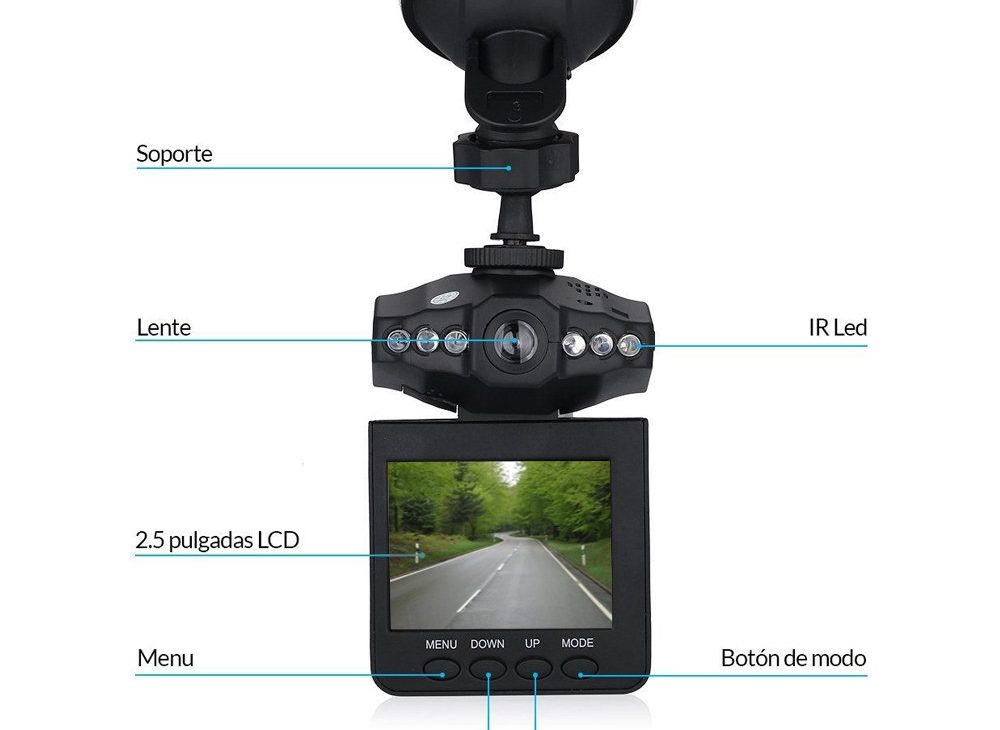 Soporte
Lente
IR Led
2.5 pulgadas LCD
MENU DOWN UP MODE
Menu
Botón de modo